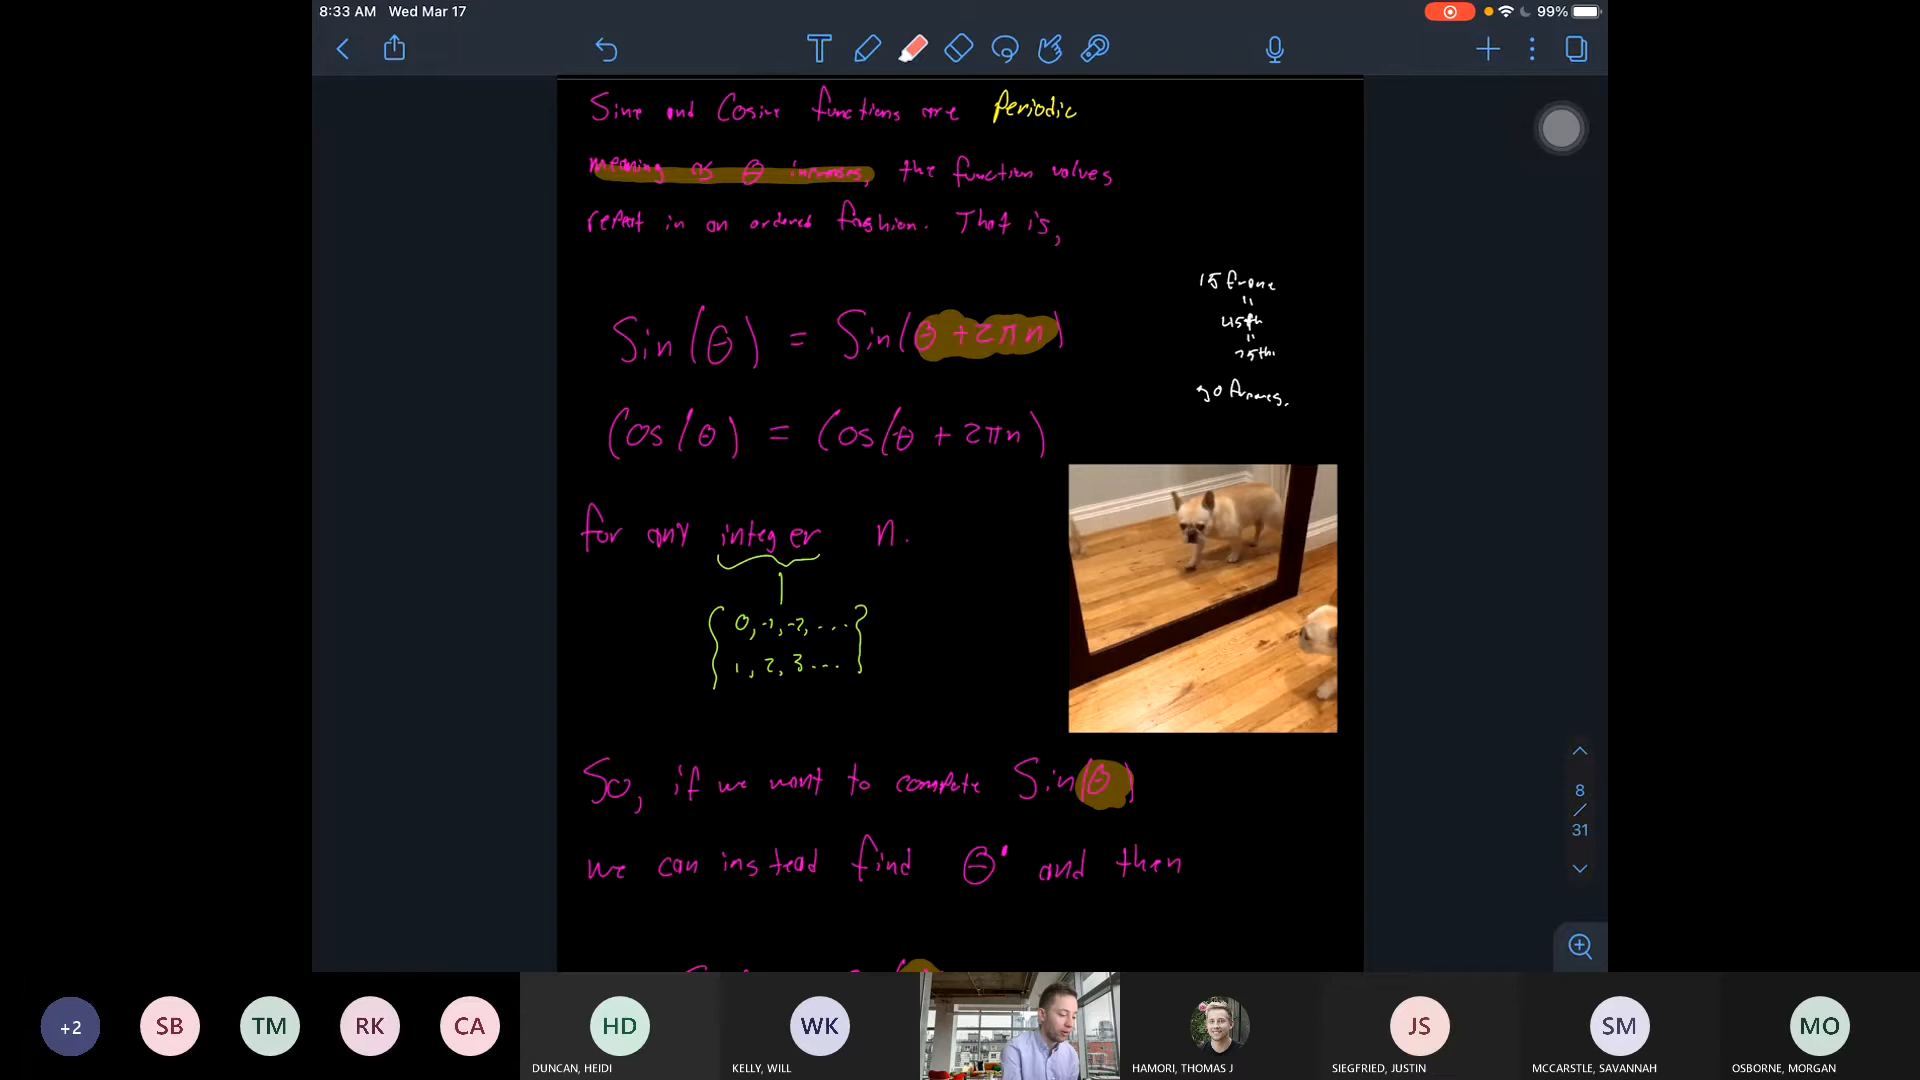 8:33 AM Wed Mar 17
99%
Sine and Cosine functions are Periodic
meaning as θ increases, the function values
repeat in an ordered fashion. That is,
15 frame
"
45th
"
75th
30 frames.
Sin(θ) = Sin(θ + 2πn)
Cos(θ) = Cos(θ + 2πn)
for any integer n.
{ 0, -1, -2, ... }
1, 2, 3 ...
So, if we want to compute Sin(θ)
we can instead find θ' and then
8
/
31
+2
SB
TM
RK
CA
HD
WK
JS
SM
MO
DUNCAN, HEIDI
KELLY, WILL
HAMORI, THOMAS J
SIEGFRIED, JUSTIN
MCCARSTLE, SAVANNAH
OSBORNE, MORGAN